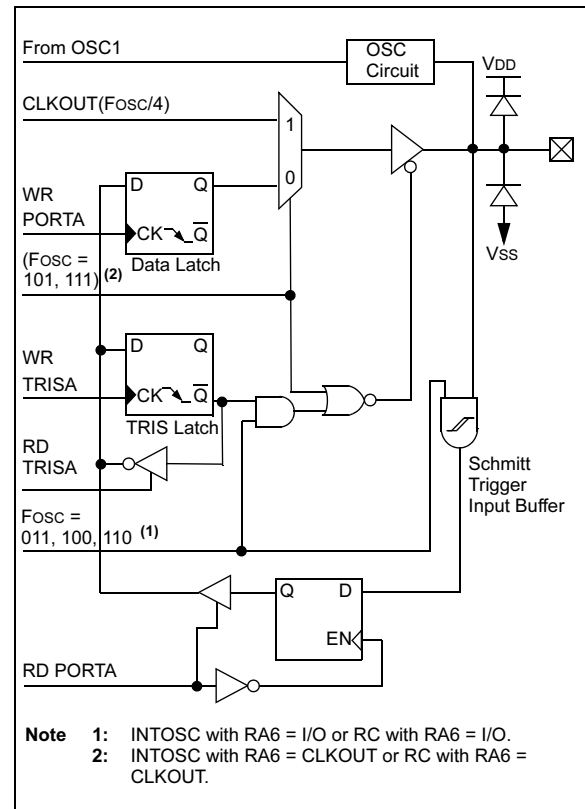 From OSC1
OSC
Circuit
VDD
CLKOUT(FOSC/4)
1
0
WR
PORTA
D
Q
CK
Q
Data Latch
VSS
(FOSC =
101, 111) (2)
WR
TRISA
D
Q
CK
Q
TRIS Latch
RD
TRISA
Schmitt
Trigger
Input Buffer
FOSC =
011, 100, 110 (1)
Q
D
EN
RD PORTA
Note 1: INTOSC with RA6 = I/O or RC with RA6 = I/O.
2: INTOSC with RA6 = CLKOUT or RC with RA6 =
CLKOUT.